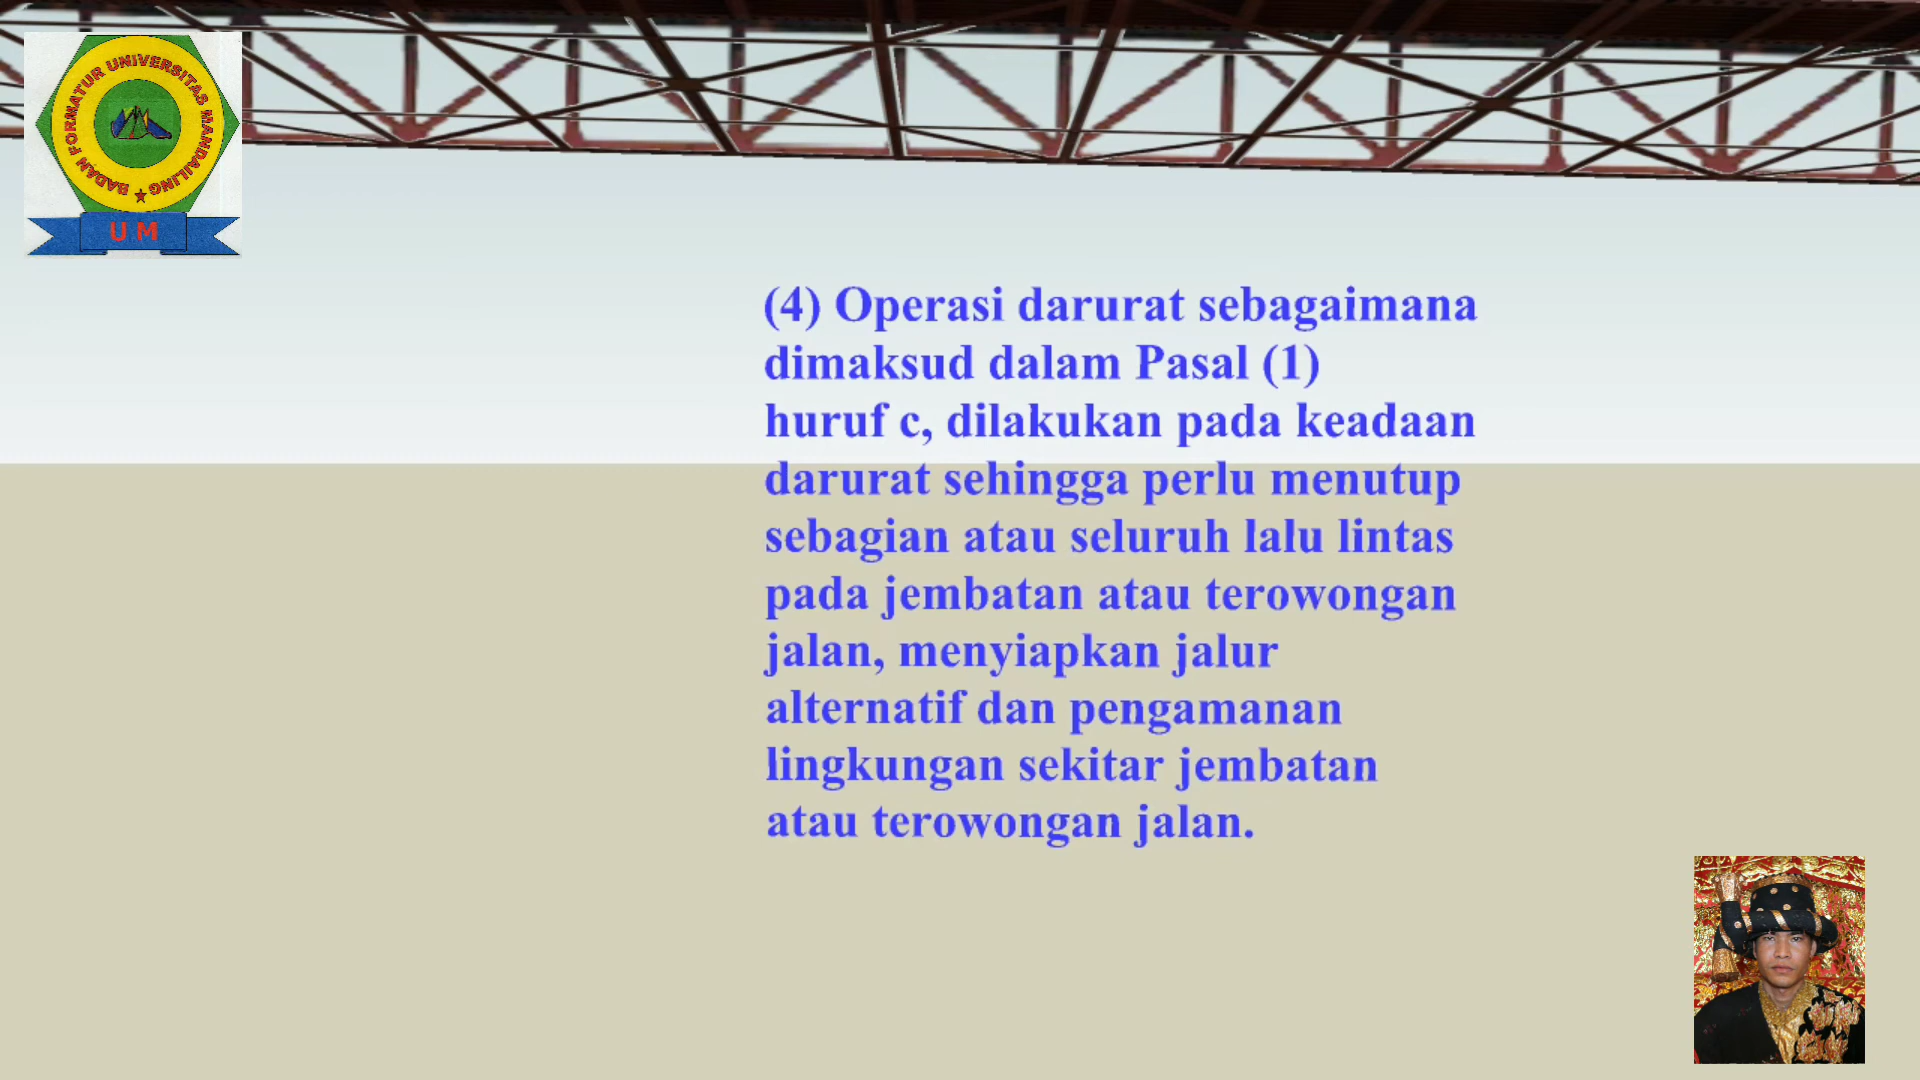 BADAN FORMATUR UNIVERSITAS MANDAILING
U M
(4) Operasi darurat sebagaimana
dimaksud dalam Pasal (1)
huruf c, dilakukan pada keadaan
darurat sehingga perlu menutup
sebagian atau seluruh lalu lintas
pada jembatan atau terowongan
jalan, menyiapkan jalur
alternatif dan pengamanan
lingkungan sekitar jembatan
atau terowongan jalan.